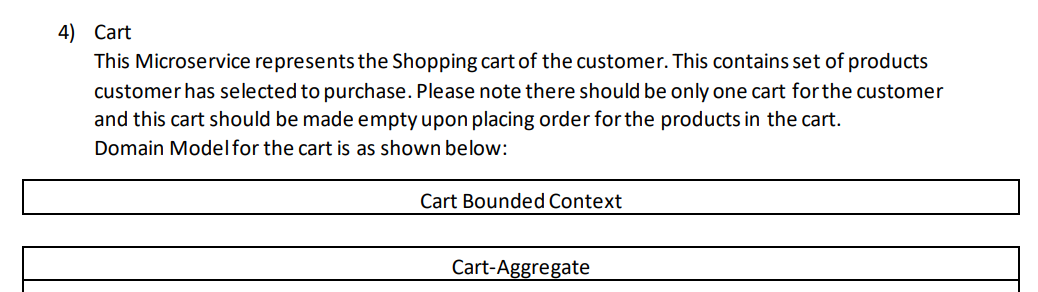 4) Cart
This Microservice represents the Shopping cart of the customer. This contains set of products
customer has selected to purchase. Please note there should be only one cart for the customer
and this cart should be made empty upon placing order for the products in the cart.
Domain Model for the cart is as shown below:
Cart Bounded Context
Cart-Aggregate